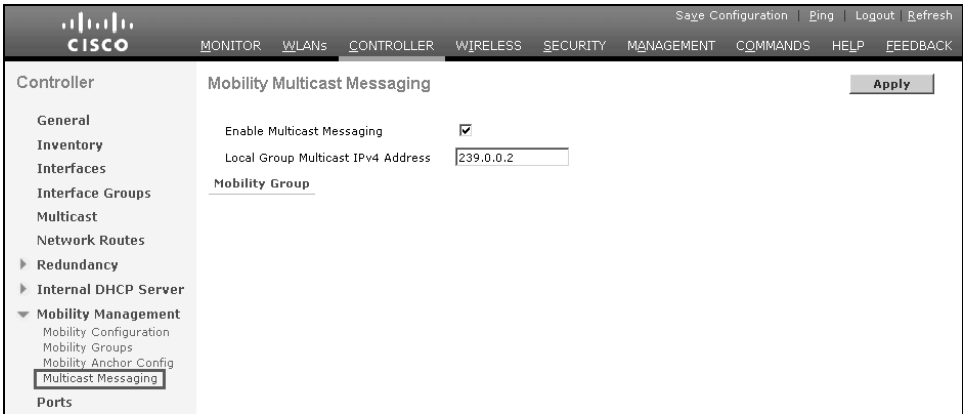 Save Configuration | Ping | Logout | Refresh
CISCO
MONITOR WLANs CONTROLLER WIRELESS SECURITY MANAGEMENT COMMANDS HELP FEEDBACK
Controller
General
Inventory
Interfaces
Interface Groups
Multicast
Network Routes
Redundancy
Internal DHCP Server
Mobility Management
Mobility Configuration
Mobility Groups
Mobility Anchor Config
Multicast Messaging
Ports
Mobility Multicast Messaging
Apply
Enable Multicast Messaging
Local Group Multicast IPv4 Address 239.0.0.2
Mobility Group